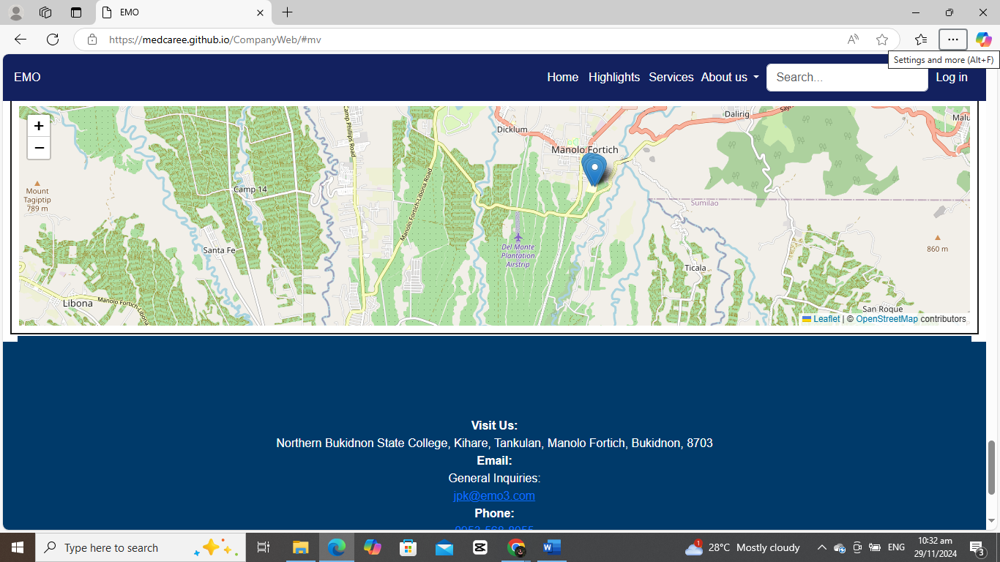 EMO
https://medcaree.github.io/CompanyWeb/#mv
Settings and more (Alt+F)
EMO
Home Highlights Services About us Search... Log in
+
−
Camp Phillips Road
Dicklum
Manolo Fortich
Dalirig
Mount
Tagiptip
789 m
Camp 14
Manolo Fortich-Libona Road
Sumilao
Santa Fe
Del Monte
Plantation
Airstrip
860 m
Ticala
Libona
Manolo Fortich-Libona
San Roque
Leaflet | © OpenStreetMap contributors
Visit Us:
Northern Bukidnon State College, Kihare, Tankulan, Manolo Fortich, Bukidnon, 8703
Email:
General Inquiries:
jpk@emo3.com
Phone:
Type here to search
W
28°C Mostly cloudy
ENG
10:32 am
29/11/2024
1
3